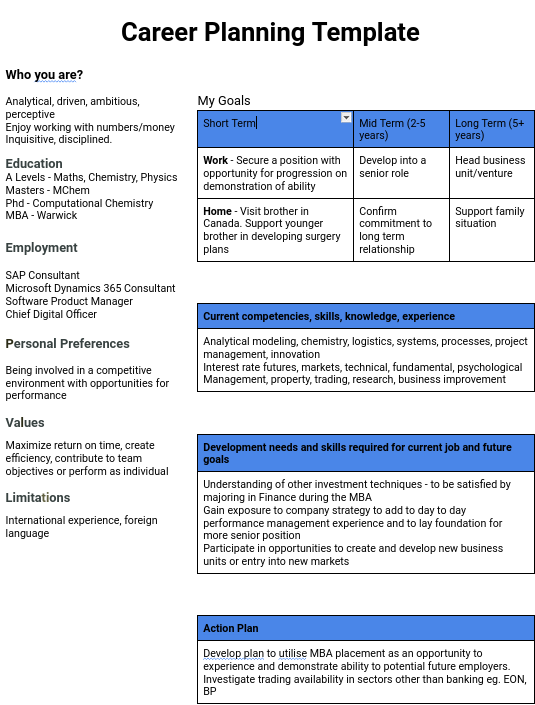 Career Planning Template
Who you are?
Analytical, driven, ambitious,
perceptive
Enjoy working with numbers/money
Inquisitive, disciplined.
Education
A Levels - Maths, Chemistry, Physics
Masters - MChem
Phd - Computational Chemistry
MBA - Warwick
Employment
SAP Consultant
Microsoft Dynamics 365 Consultant
Software Product Manager
Chief Digital Officer
Personal Preferences
Being involved in a competitive
environment with opportunities for
performance
Values
Maximize return on time, create
efficiency, contribute to team
objectives or perform as individual
Limitations
International experience, foreign
language
My Goals
Short Term
Mid Term (2-5
years)
Long Term (5+
years)
Work - Secure a position with
opportunity for progression on
demonstration of ability
Develop into a
senior role
Head business
unit/venture
Home - Visit brother in
Canada. Support younger
brother in developing surgery
plans
Confirm
commitment to
long term
relationship
Support family
situation
Current competencies, skills, knowledge, experience
Analytical modeling, chemistry, logistics, systems, processes, project
management, innovation
Interest rate futures, markets, technical, fundamental, psychological
Management, property, trading, research, business improvement
Development needs and skills required for current job and future
goals
Understanding of other investment techniques - to be satisfied by
majoring in Finance during the MBA
Gain exposure to company strategy to add to day to day
performance management experience and to lay foundation for
more senior position
Participate in opportunities to create and develop new business
units or entry into new markets
Action Plan
Develop plan to utilise MBA placement as an opportunity to
experience and demonstrate ability to potential future employers.
Investigate trading availability in sectors other than banking eg. EON,
BP